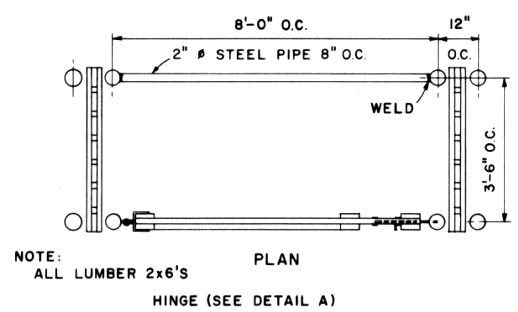 8'-0" O.C.
12"
O.C.
2" ø STEEL PIPE 8" O.C.
WELD
3'-6" O.C.
NOTE:
ALL LUMBER 2x6'S
PLAN
HINGE (SEE DETAIL A)